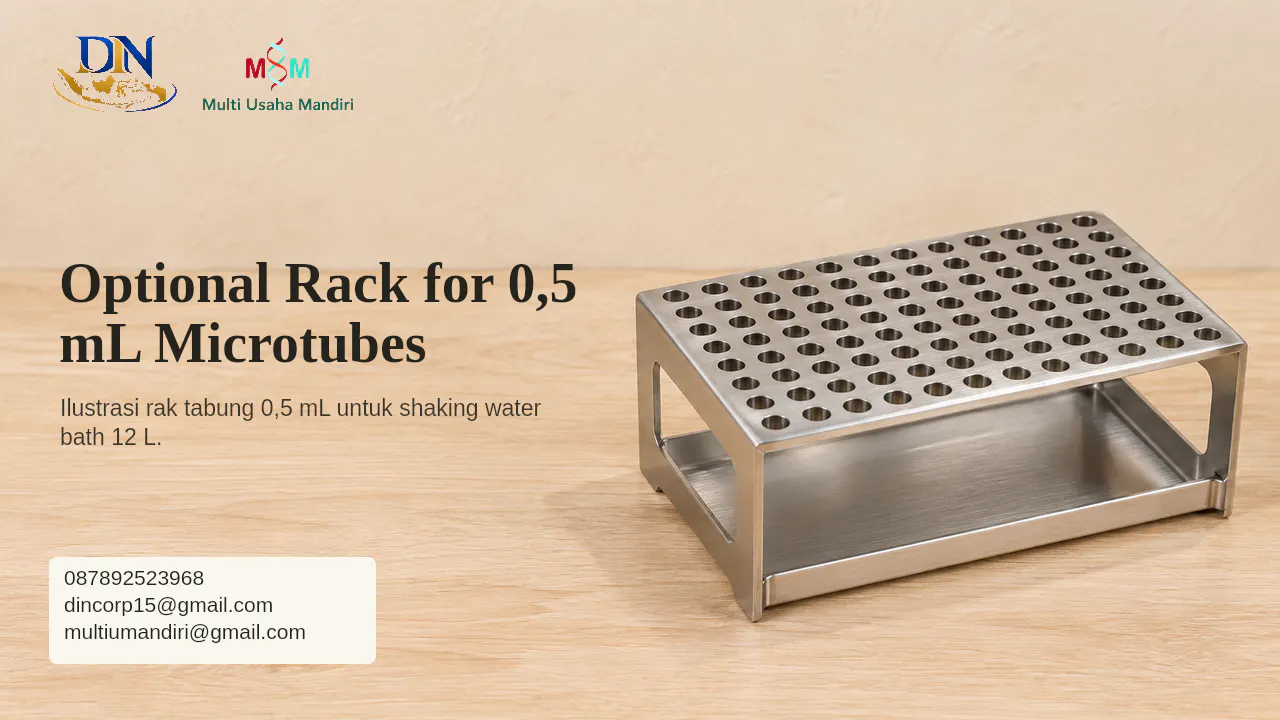 DIN
MSM
Multi Usaha Mandiri
Optional Rack for 0,5
mL Microtubes
Ilustrasi rak tabung 0,5 mL untuk shaking water
bath 12 L.
087892523968
dincorp15@gmail.com
multiumandiri@gmail.com